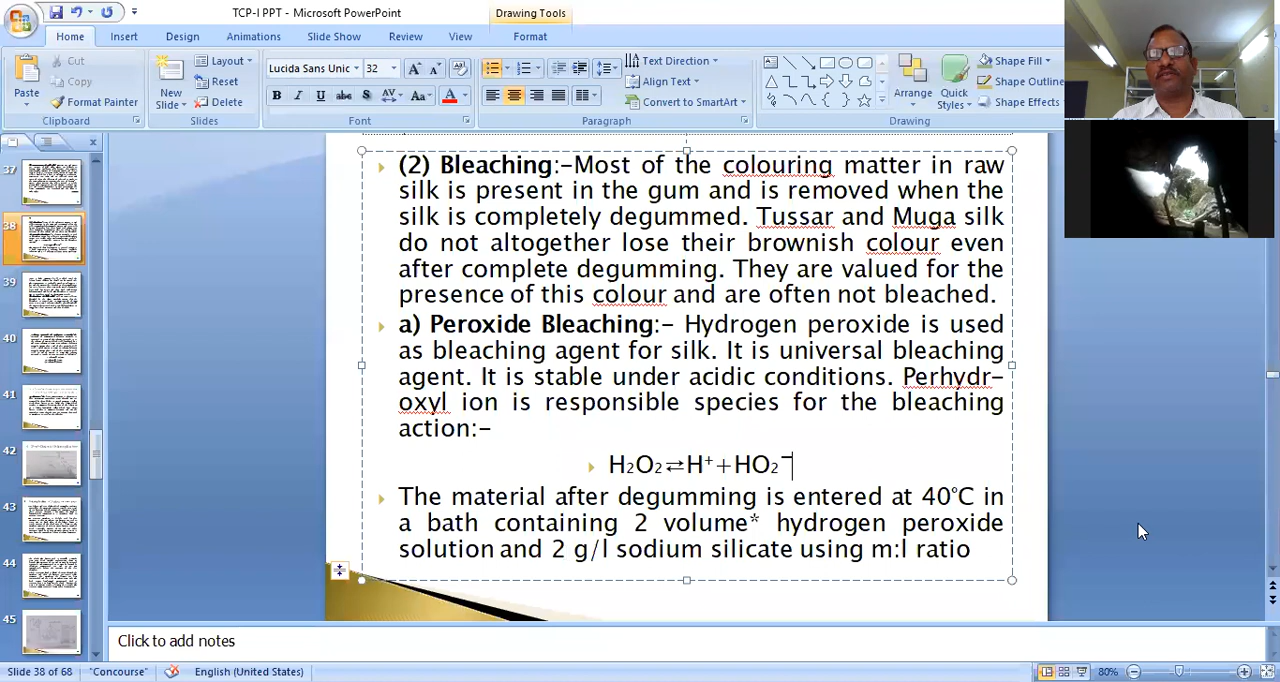 TCP-I PPT - Microsoft PowerPoint
Drawing Tools
Home Insert Design Animations Slide Show Review View Format
Paste
Cut
Copy
Format Painter
Clipboard
New Slide
Layout
Reset
Delete
Slides
Lucida Sans Unic 32
B I U abc S AV Aa A
Font
Text Direction
Align Text
Convert to SmartArt
Paragraph
Arrange
Quick Styles
Shape Fill
Shape Outline
Shape Effects
Drawing
37
38
39
40
41
42
43
44
45
(2) Bleaching:-Most of the colouring matter in raw
silk is present in the gum and is removed when the
silk is completely degummed. Tussar and Muga silk
do not altogether lose their brownish colour even
after complete degumming. They are valued for the
presence of this colour and are often not bleached.
a) Peroxide Bleaching:- Hydrogen peroxide is used
as bleaching agent for silk. It is universal bleaching
agent. It is stable under acidic conditions. Perhydr-
oxyl ion is responsible species for the bleaching
action:-
H₂O₂⇌H⁺+HO₂⁻
The material after degumming is entered at 40°C in
a bath containing 2 volume* hydrogen peroxide
solution and 2 g/l sodium silicate using m:l ratio
Click to add notes
Slide 38 of 68 "Concourse" English (United States) 80%